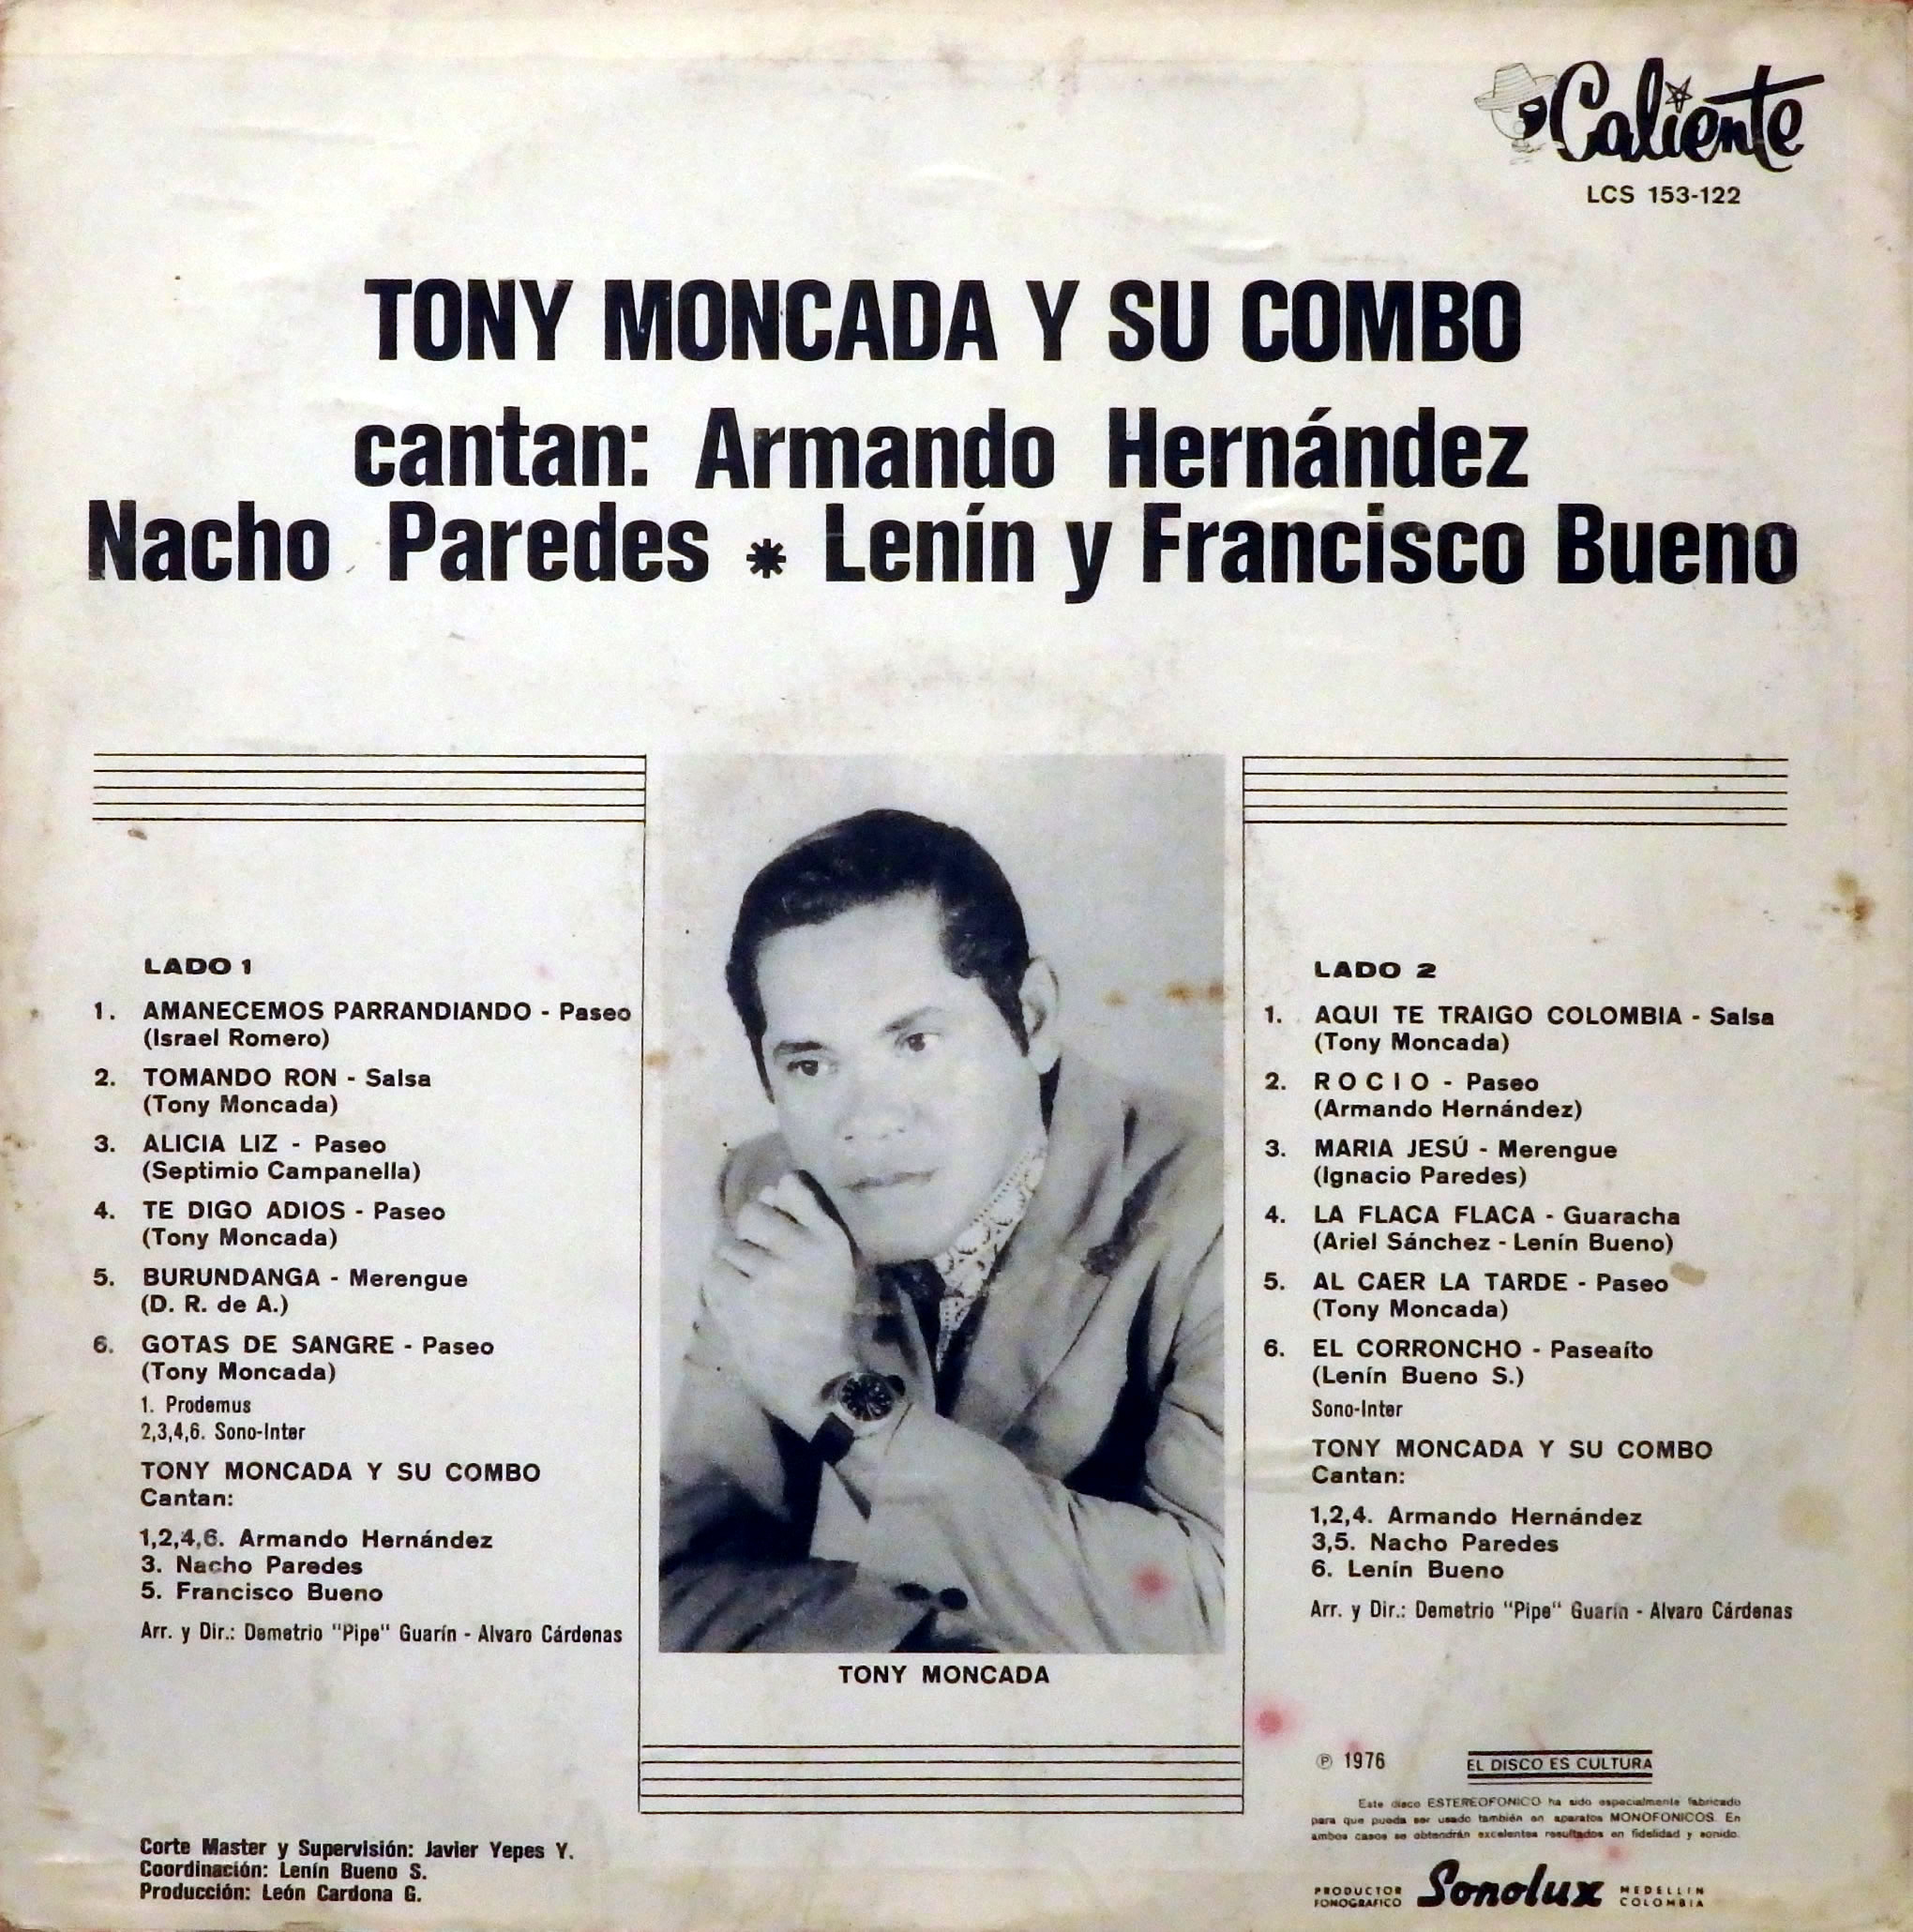 Caliente
LCS 153-122
TONY MONCADA Y SU COMBO
cantan: Armando Hernández
Nacho Paredes * Lenín y Francisco Bueno
LADO 1
1. AMANECEMOS PARRANDIANDO - Paseo
(Israel Romero)
2. TOMANDO RON - Salsa
(Tony Moncada)
3. ALICIA LIZ - Paseo
(Septimio Campanella)
4. TE DIGO ADIOS - Paseo
(Tony Moncada)
5. BURUNDANGA - Merengue
(D. R. de A.)
6. GOTAS DE SANGRE - Paseo
(Tony Moncada)
1. Prodemus
2,3,4,6. Sono-Inter
TONY MONCADA Y SU COMBO
Cantan:
1,2,4,6. Armando Hernández
3. Nacho Paredes
5. Francisco Bueno
Arr. y Dir.: Demetrio "Pipe" Guarín - Alvaro Cárdenas
TONY MONCADA
LADO 2
1. AQUI TE TRAIGO COLOMBIA - Salsa
(Tony Moncada)
2. R O C I O - Paseo
(Armando Hernández)
3. MARIA JESÚ - Merengue
(Ignacio Paredes)
4. LA FLACA FLACA - Guaracha
(Ariel Sánchez - Lenín Bueno)
5. AL CAER LA TARDE - Paseo
(Tony Moncada)
6. EL CORRONCHO - Paseaíto
(Lenín Bueno S.)
Sono-Inter
TONY MONCADA Y SU COMBO
Cantan:
1,2,4. Armando Hernández
3,5. Nacho Paredes
6. Lenín Bueno
Arr. y Dir.: Demetrio "Pipe" Guarín - Alvaro Cárdenas
Corte Master y Supervisión: Javier Yepes Y.
Coordinación: Lenín Bueno S.
Producción: León Cardona G.
℗ 1976
EL DISCO ES CULTURA
Este disco ESTEREOFONICO ha sido especialmente fabricado
para que pueda ser usado también en aparatos MONOFONICOS. En
ambos casos se obtendrán excelentes resultados en fidelidad y sonido.
PRODUCTOR
FONOGRAFICO
Sonolux
MEDELLIN
COLOMBIA